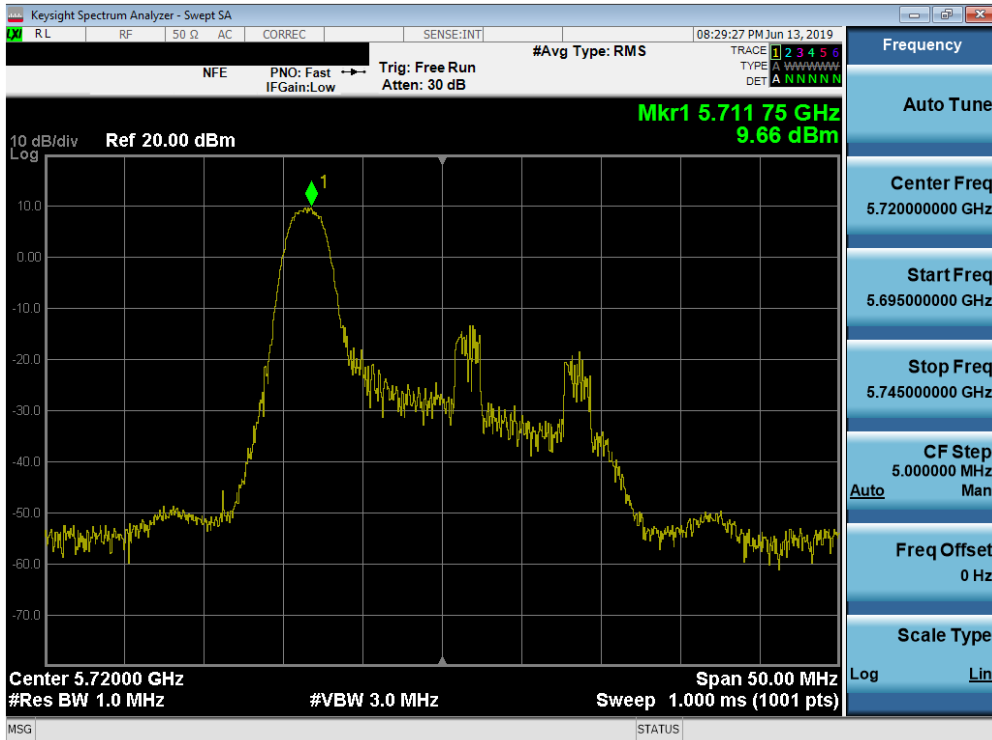 Keysight Spectrum Analyzer - Swept SA
LXI RL RF 50 Ω AC CORREC SENSE:INT 08:29:27 PM Jun 13, 2019
#Avg Type: RMS TRACE 1 2 3 4 5 6
NFE PNO: Fast Trig: Free Run TYPE A WWWWW
IFGain:Low Atten: 30 dB DET A N N N N N
Mkr1 5.711 75 GHz
9.66 dBm
10 dB/div Ref 20.00 dBm
Log
1
10.0
0.00
-10.0
-20.0
-30.0
-40.0
-50.0
-60.0
-70.0
Center 5.72000 GHz Span 50.00 MHz
#Res BW 1.0 MHz #VBW 3.0 MHz Sweep 1.000 ms (1001 pts)
MSG STATUS
Frequency
Auto Tune
Center Freq
5.720000000 GHz
Start Freq
5.695000000 GHz
Stop Freq
5.745000000 GHz
CF Step
5.000000 MHz
Auto Man
Freq Offset
0 Hz
Scale Type
Log Lin